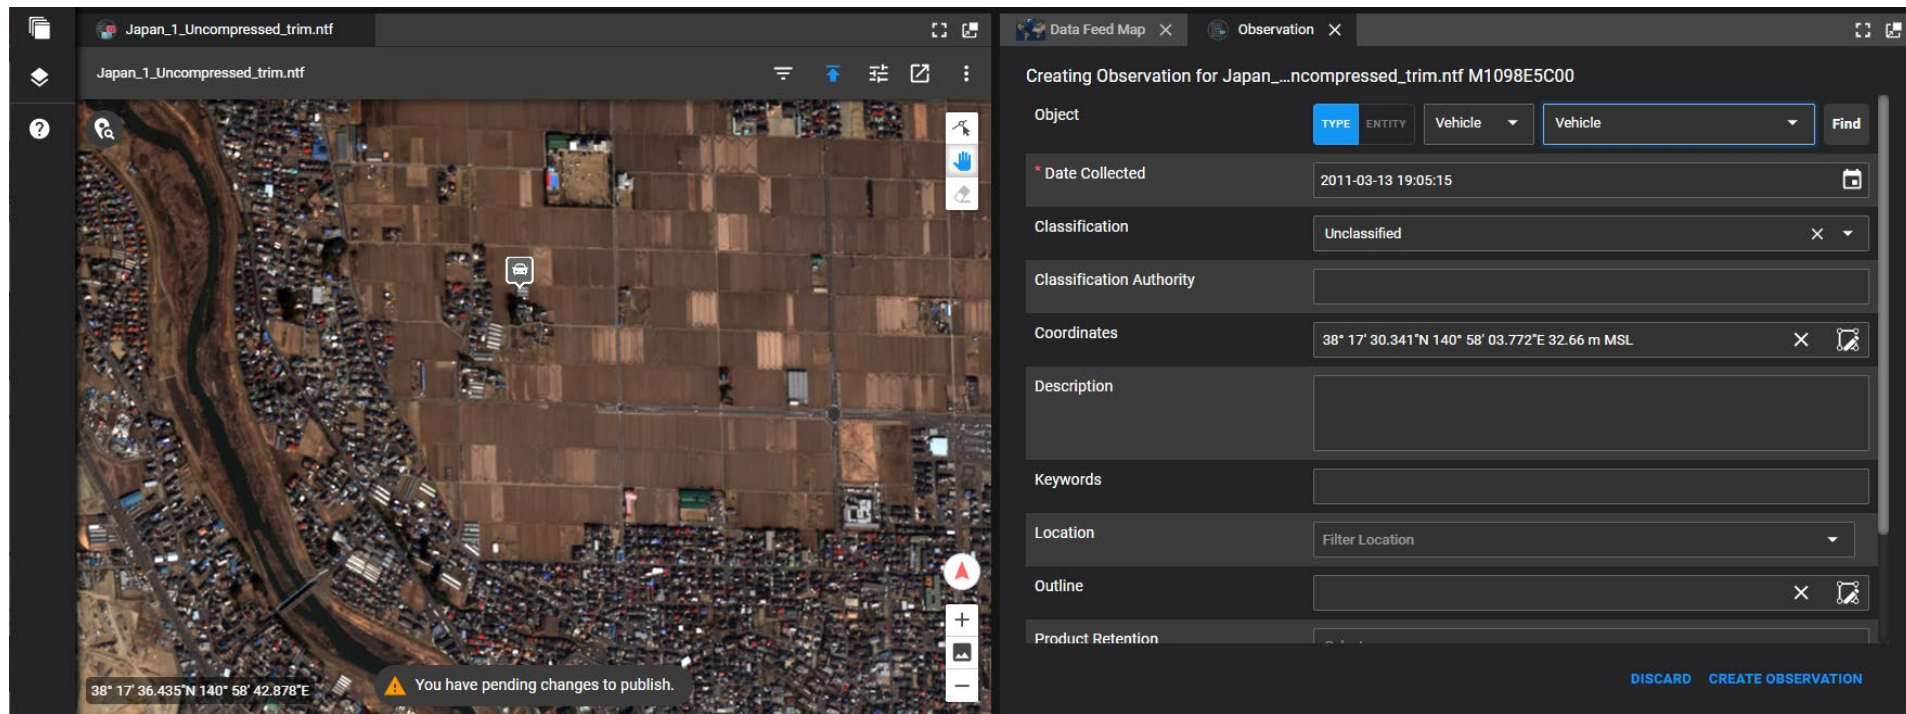 Japan_1_Uncompressed_trim.ntf
Japan_1_Uncompressed_trim.ntf
38° 17' 36.435"N 140° 58' 42.878"E
You have pending changes to publish.
Data Feed Map
Observation
Creating Observation for Japan_...ncompressed_trim.ntf M1098E5C00
Object TYPE ENTITY Vehicle Vehicle Find
* Date Collected 2011-03-13 19:05:15
Classification Unclassified
Classification Authority
Coordinates 38° 17' 30.341"N 140° 58' 03.772"E 32.66 m MSL
Description
Keywords
Location Filter Location
Outline
Product Retention
DISCARD CREATE OBSERVATION